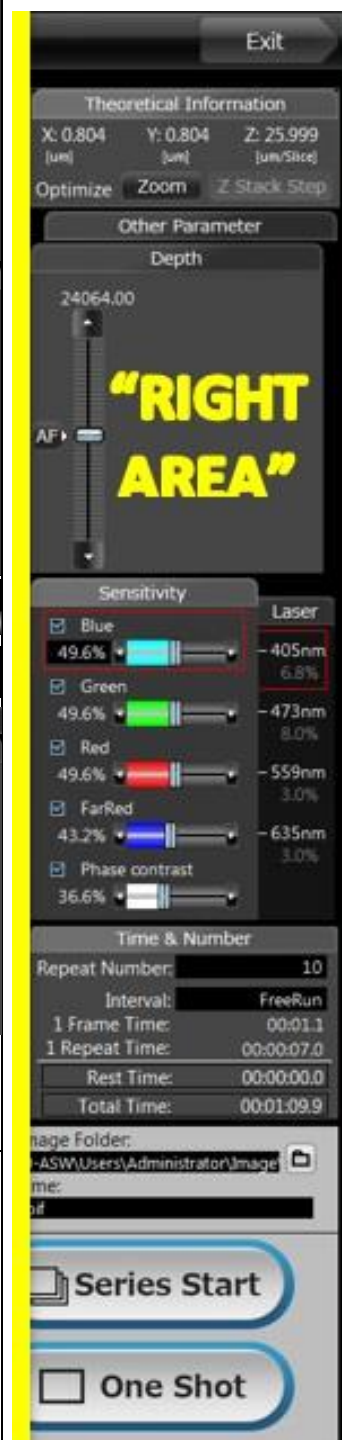 Exit
Theoretical Information
X: 0.804 Y: 0.804 Z: 25.999
[um] [um] [um/Slice]
Optimize Zoom Z Stack Step
Other Parameter
Depth
24064.00
AF
“RIGHT
AREA”
Sensitivity
Laser
Blue
49.6% 405nm
6.8%
Green
49.6% 473nm
8.0%
Red
49.6% 559nm
3.0%
FarRed
43.2% 635nm
3.0%
Phase contrast
36.6%
Time & Number
Repeat Number: 10
Interval: FreeRun
1 Frame Time: 00:01.1
1 Repeat Time: 00:00:07.0
Rest Time: 00:00:00.0
Total Time: 00:01:09.9
mage Folder:
-ASW\Users\Administrator\Image
me:
oif
Series Start
One Shot